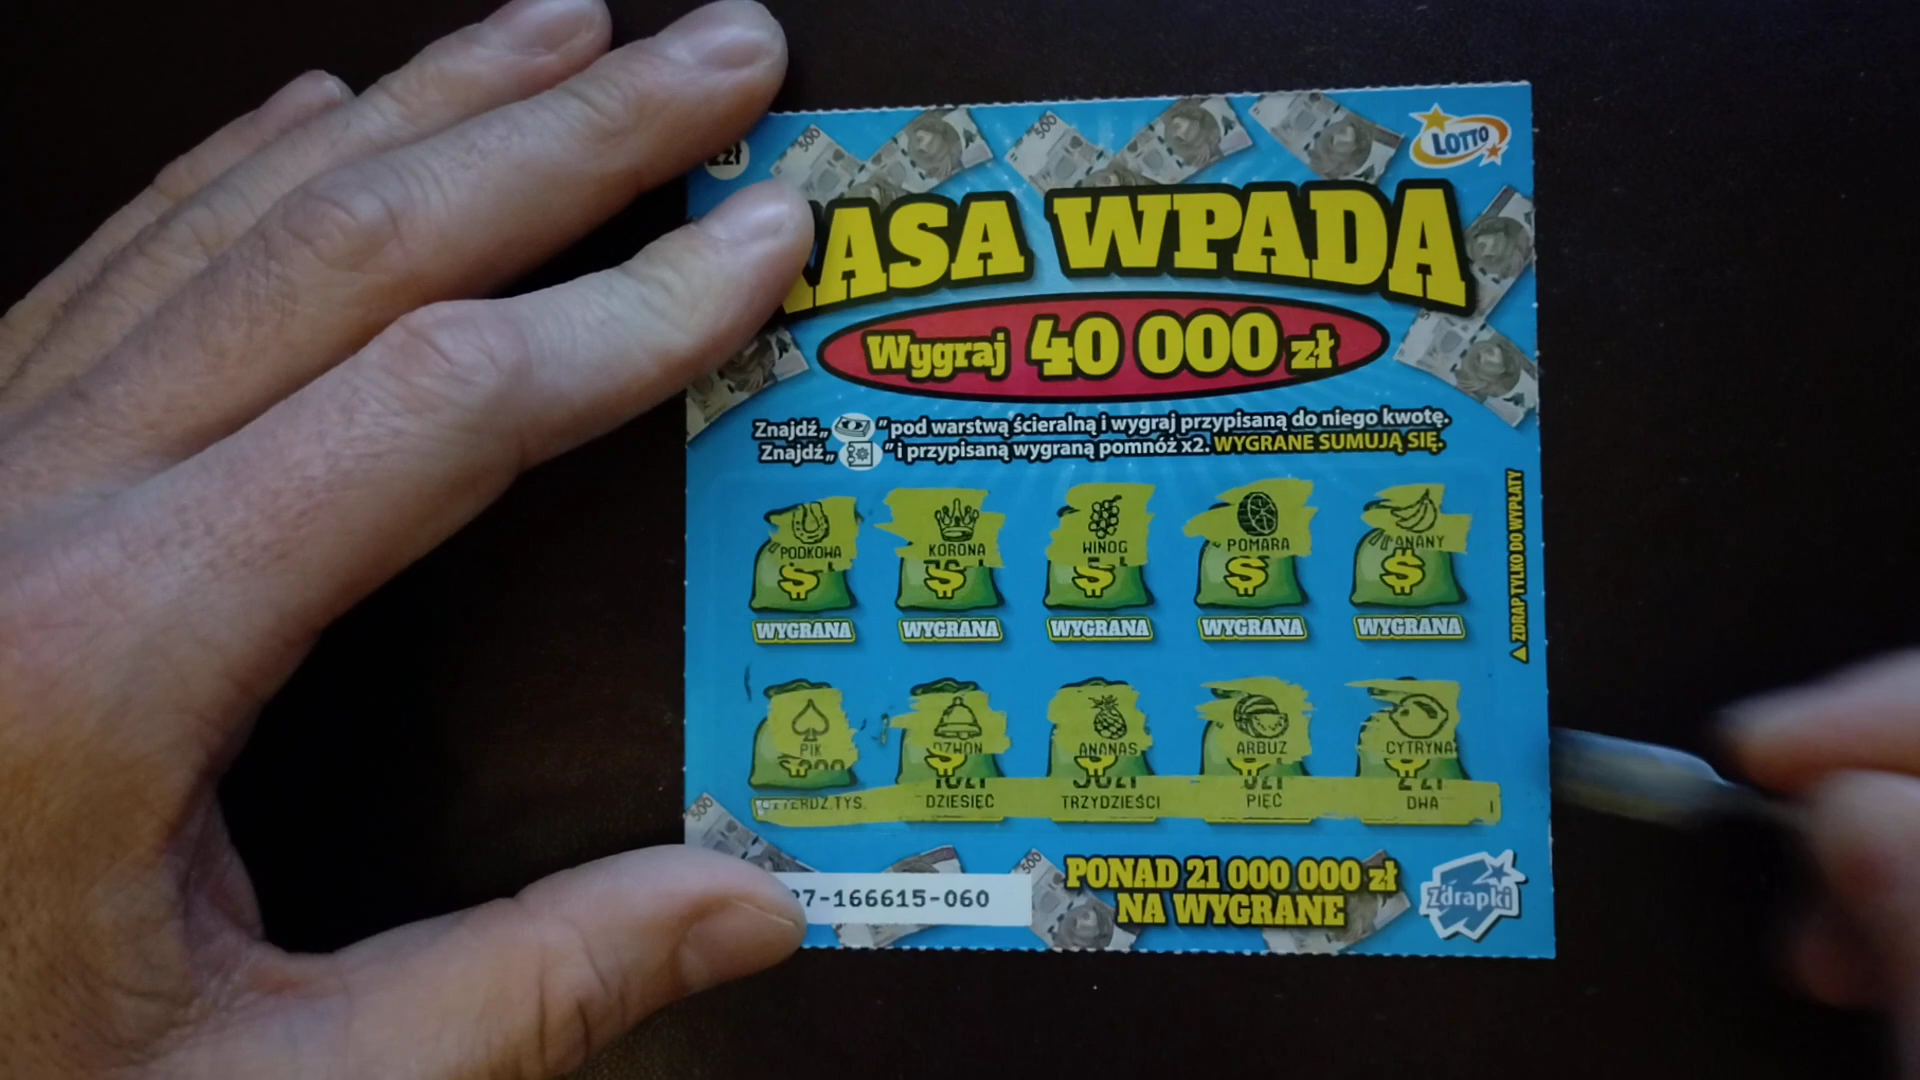 LOTTO
WPADA
Wygraj 40 000 zł
Znajdź „ ” pod warstwą ścieralną i wygraj przypisaną do niego kwotę.
Znajdź „ ” i przypisaną wygraną pomnóż x2. WYGRANE SUMUJĄ SIĘ.
ZDRAP TYLKO DO WYPŁATY
PODKOWA KORONA WINOG POMARA
$ $ $ $ $
WYGRANA WYGRANA WYGRANA WYGRANA WYGRANA
PIK DZWON ANANAS ARBUZ CYTRYNA
DZIESIĘĆ TRZYDZIEŚCI PIĘĆ DWA
7-166615-060
PONAD 21 000 000 zł
NA WYGRANE
Zdrapki